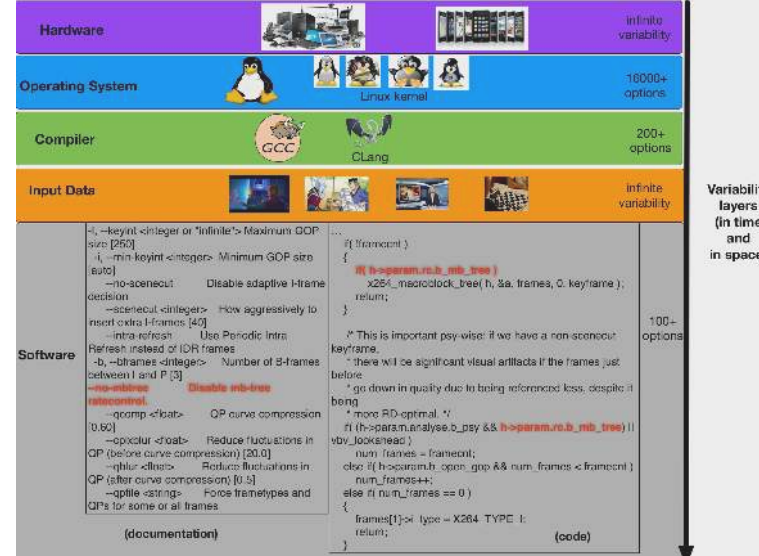 Hardware
infinite
variability
Operating System
Linux kernel
10000+
options
Compiler
GCC
CLang
200+
options
Input Data
infinite
variability
Variabilit
layers
(in time
and
in space
Software
-I, --keyint <integer or "infinite"> Maximum GOP
size [250]
-i, --min-keyint <integer> Minimum GOP size
[auto]
--no-scenecut Disable adaptive I-frame
decision
--scenecut <integer> How aggressively to
insert extra I-frames [40]
--intra-refresh Use Periodic Intra
Refresh instead of IDR frames
-b, --bframes <integer> Number of B-frames
between I and P [3]
--no-mbtree Disable mb-tree
ratecontrol.
--qcomp <float> QP curve compression
[0.60]
--cplxblur <float> Reduce fluctuations in
QP (before curve compression) [20.0]
--qblur <float> Reduce fluctuations in
QP (after curve compression) [0.5]
--qpfile <string> Force frametypes and
QPs for some or all frames
(documentation)
...
if( !framecnt )
{
if( h->param.rc.b_mb_tree )
x264_macroblock_tree( h, &a, frames, 0, keyframe );
return;
}
/* This is important psy-wise: if we have a non-scenecut
keyframe,
* there will be significant visual artifacts if the frames just
before
* go down in quality due to being referenced less, despite it
being
* more RD-optimal. */
if( (h->param.analyse.b_psy && h->param.rc.b_mb_tree) ||
vbv_lookahead )
num_frames = framecnt;
else if( h->param.b_open_gop && num_frames < framecnt )
num_frames++;
else if( num_frames == 0 )
{
frames[1]->i_type = X264_TYPE_I;
return;
}
(code)
100+
options